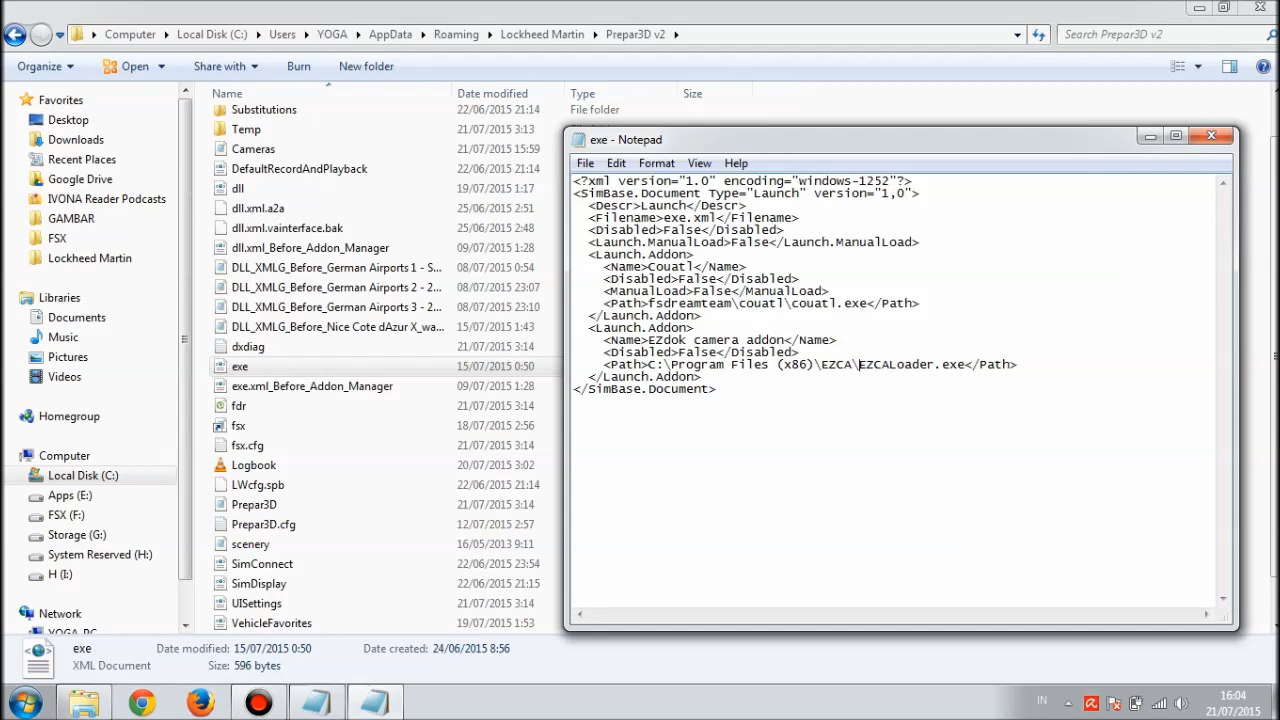 Computer ▸ Local Disk (C:) ▸ Users ▸ YOGA ▸ AppData ▸ Roaming ▸ Lockheed Martin ▸ Prepar3D v2 ▸
Search Prepar3D v2
Organize Open Share with Burn New folder
Favorites
Desktop
Downloads
Recent Places
Google Drive
IVONA Reader Podcasts
GAMBAR
FSX
Lockheed Martin
Libraries
Documents
Music
Pictures
Videos
Homegroup
Computer
Local Disk (C:)
Apps (E:)
FSX (F:)
Storage (G:)
System Reserved (H:)
H (I:)
Network
YOGA-PC
Name Date modified Type Size
Substitutions 22/06/2015 21:14 File folder
Temp 21/07/2015 3:13
Cameras 21/07/2015 15:59
DefaultRecordAndPlayback 22/06/2015 21:14
dll 19/07/2015 1:17
dll.xml.a2a 25/06/2015 2:51
dll.xml.vainterface.bak 25/06/2015 2:48
dll.xml_Before_Addon_Manager 09/07/2015 1:28
DLL_XMLG_Before_German Airports 1 - S... 08/07/2015 0:54
DLL_XMLG_Before_German Airports 2 - 2... 08/07/2015 23:07
DLL_XMLG_Before_German Airports 3 - 2... 08/07/2015 23:10
DLL_XMLG_Before_Nice Cote dAzur X_wa... 15/07/2015 1:43
dxdiag 21/07/2015 3:14
exe 15/07/2015 0:50
exe.xml_Before_Addon_Manager 09/07/2015 1:28
fdr 21/07/2015 3:14
fsx 18/07/2015 2:56
fsx.cfg 21/07/2015 3:14
Logbook 20/07/2015 3:02
LWcfg.spb 22/06/2015 21:14
Prepar3D 21/07/2015 3:14
Prepar3D.cfg 12/07/2015 2:57
scenery 16/05/2013 9:11
SimConnect 22/06/2015 23:54
SimDisplay 22/06/2015 21:15
UISettings 21/07/2015 3:14
VehicleFavorites 19/07/2015 1:53
exe - Notepad
File Edit Format View Help
<?xml version="1.0" encoding="windows-1252"?>
<SimBase.Document Type="Launch" version="1,0">
<Descr>Launch</Descr>
<Filename>exe.xml</Filename>
<Disabled>False</Disabled>
<Launch.ManualLoad>False</Launch.ManualLoad>
<Launch.Addon>
<Name>Couatl</Name>
<Disabled>False</Disabled>
<ManualLoad>False</ManualLoad>
<Path>fsdreamteam\couatl\couatl.exe</Path>
</Launch.Addon>
<Launch.Addon>
<Name>EZdok camera addon</Name>
<Disabled>False</Disabled>
<Path>C:\Program Files (x86)\EZCA\EZCALoader.exe</Path>
</Launch.Addon>
</SimBase.Document>
exe Date modified: 15/07/2015 0:50 Date created: 24/06/2015 8:56
XML Document Size: 596 bytes
IN
16:04
21/07/2015